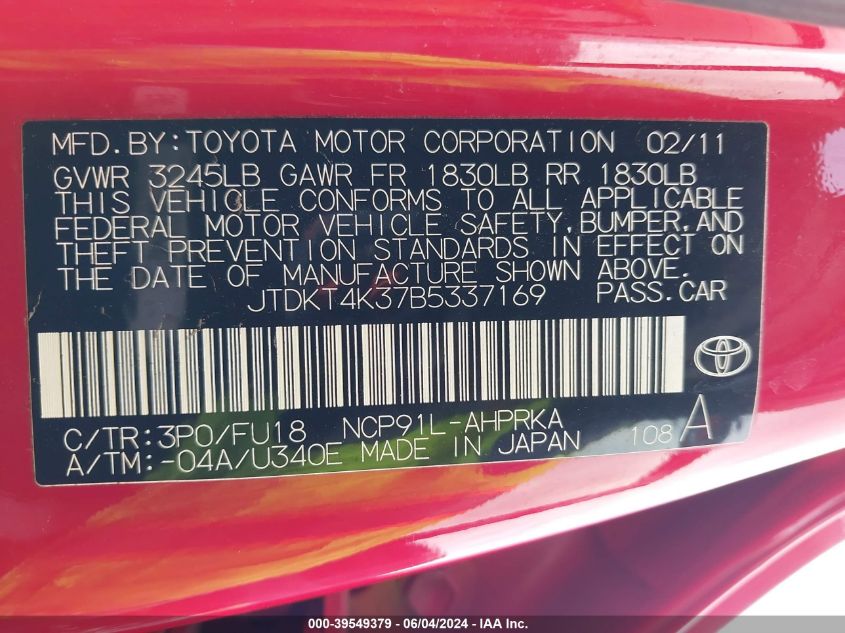 MFD. BY: TOYOTA MOTOR CORPORATION 02/11
GVWR 3245LB GAWR FR 1830LB RR 1830LB
THIS VEHICLE CONFORMS TO ALL APPLICABLE
FEDERAL MOTOR VEHICLE SAFETY, BUMPER, AND
THEFT PREVENTION STANDARDS IN EFFECT ON
THE DATE OF MANUFACTURE SHOWN ABOVE.
JTDKT4K37B5337169 PASS. CAR
C/TR: 3P0/FU18 NCP91L-AHPRKA
A/TM: -04A/U340E MADE IN JAPAN 108 A
000-39549379 - 06/04/2024 - IAA Inc.